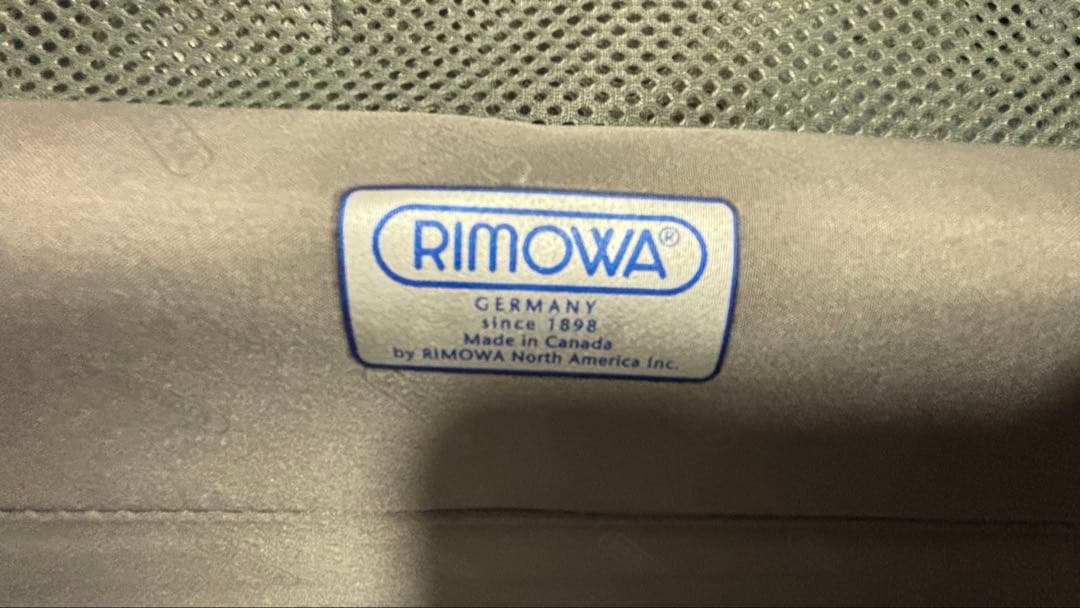 RIMOWA®
GERMANY
since 1898
Made in Canada
by RIMOWA North America Inc.